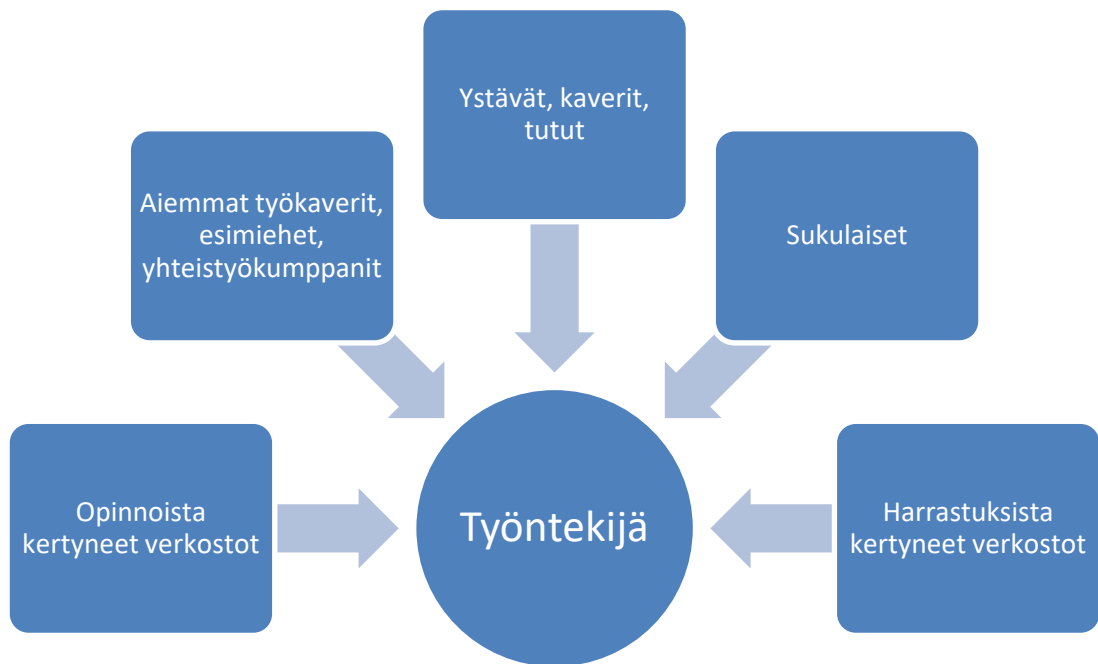 Ystävät, kaverit,
tutut
Aiemmat työkaverit,
esimiehet,
yhteistyökumppanit
Sukulaiset
Opinnoista
kertyneet verkostot
Työntekijä
Harrastuksista
kertyneet verkostot